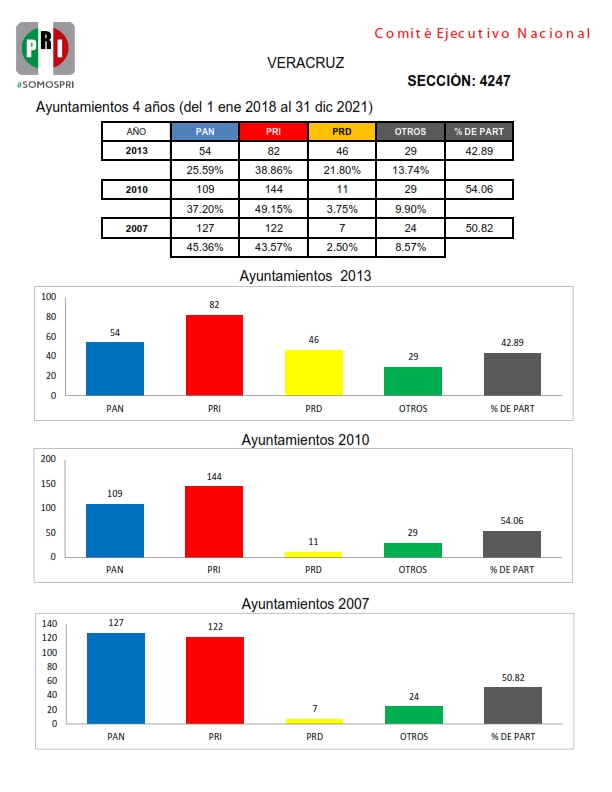 Comité Ejecutivo Nacional
PRI
#SOMOSPRI
VERACRUZ
SECCIÓN: 4247
Ayuntamientos 4 años (del 1 ene 2018 al 31 dic 2021)
AÑO PAN PRI PRD OTROS % DE PART
2013 54 82 46 29 42.89
25.59% 38.86% 21.80% 13.74%
2010 109 144 11 29 54.06
37.20% 49.15% 3.75% 9.90%
2007 127 122 7 24 50.82
45.36% 43.57% 2.50% 8.57%
Ayuntamientos 2013
100
80
60
40
20
0
54 82 46 29 42.89
PAN PRI PRD OTROS % DE PART
Ayuntamientos 2010
200
150
100
50
0
109 144 11 29 54.06
PAN PRI PRD OTROS % DE PART
Ayuntamientos 2007
140
120
100
80
60
40
20
0
127 122 7 24 50.82
PAN PRI PRD OTROS % DE PART